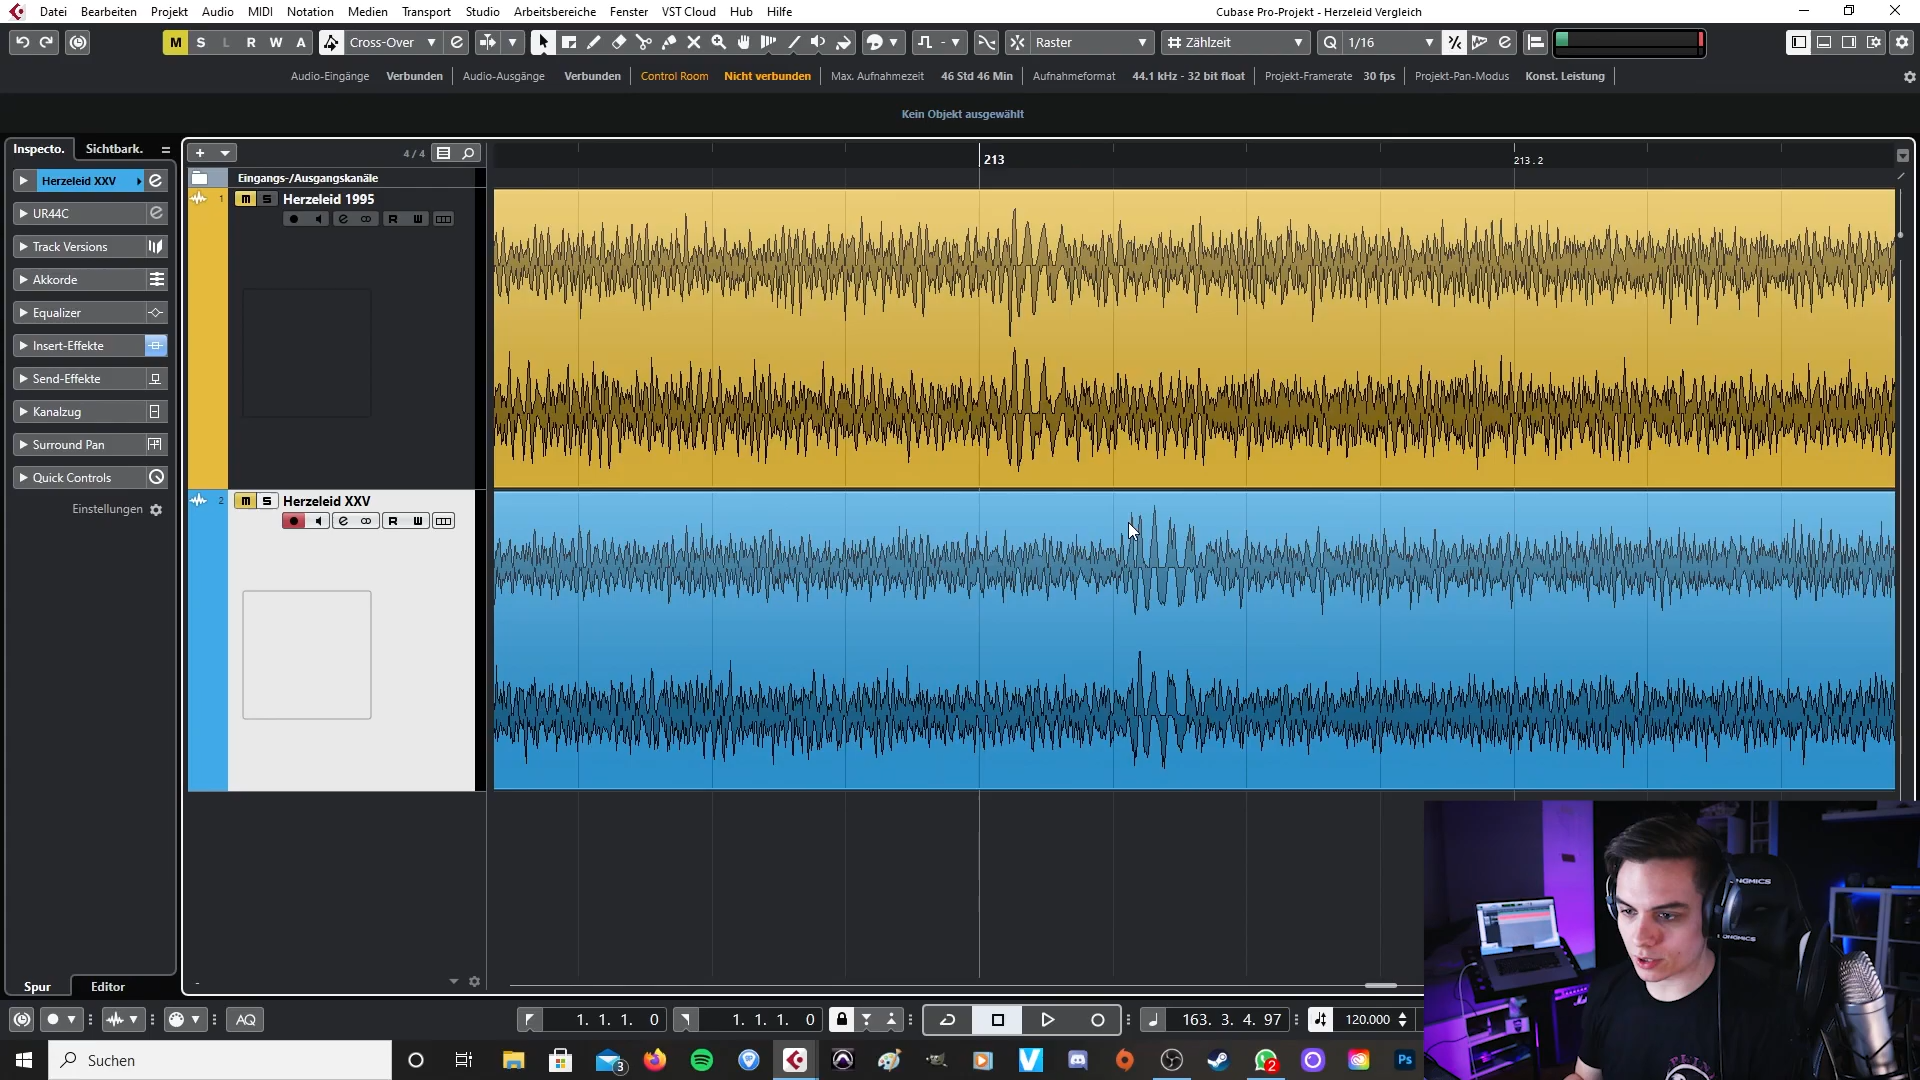 Datei Bearbeiten Projekt Audio MIDI Notation Medien Transport Studio Arbeitsbereiche Fenster VST Cloud Hub Hilfe
Cubase Pro-Projekt - Herzeleid Vergleich
M S L R W A Cross-Over Raster Zählzeit Q 1/16
Audio-Eingänge Verbunden Audio-Ausgänge Verbunden Control Room Nicht verbunden Max. Aufnahmezeit 46 Std 46 Min Aufnahmeformat 44.1 kHz - 32 bit float Projekt-Framerate 30 fps Projekt-Pan-Modus Konst. Leistung
Kein Objekt ausgewählt
Inspecto. Sichtbark. 4 / 4 213 213.2
Herzeleid XXV
Eingangs-/Ausgangskanäle
1 m S Herzeleid 1995
R W
UR44C
Track Versions
Akkorde
Equalizer
Insert-Effekte
Send-Effekte
Kanalzug
Surround Pan
Quick Controls
Einstellungen
2 m S Herzeleid XXV
R W
Spur Editor
AQ 1. 1. 1. 0 1. 1. 1. 0 163. 3. 4. 97 120.000
Suchen 3 2 Ps